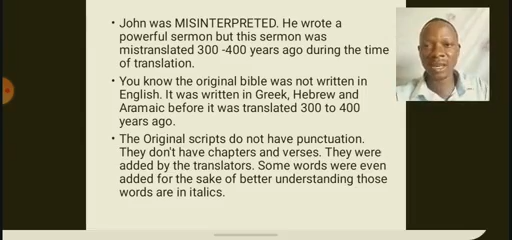 • John was MISINTERPRETED. He wrote a
powerful sermon but this sermon was
mistranslated 300 -400 years ago during the time
of translation.
• You know the original bible was not written in
English. It was written in Greek, Hebrew and
Aramaic before it was translated 300 to 400
years ago.
• The Original scripts do not have punctuation.
They don't have chapters and verses. They were
added by the translators. Some words were even
added for the sake of better understanding those
words are in italics.